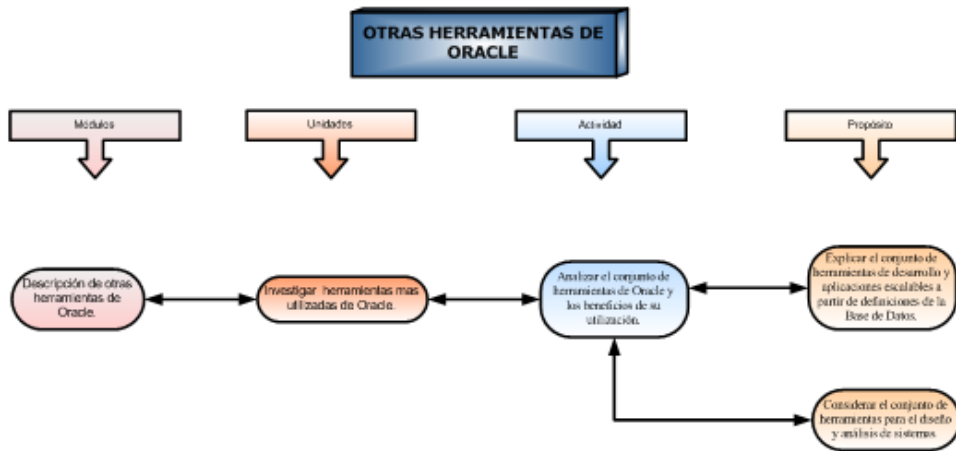 OTRAS HERRAMIENTAS DE
ORACLE
Módulos
Unidades
Actividad
Propósito
Descripción de otras
herramientas de
Oracle.
Investigar herramientas mas
utilizadas de Oracle.
Analizar el conjunto de
herramientas de Oracle y
los beneficios de su
utilización.
Explicar el conjunto de
herramientas de desarrollo y
aplicaciones escalables a
partir de definiciones de la
Base de Datos.
Considerar el conjunto de
herramientas para el diseño
y análisis de sistemas